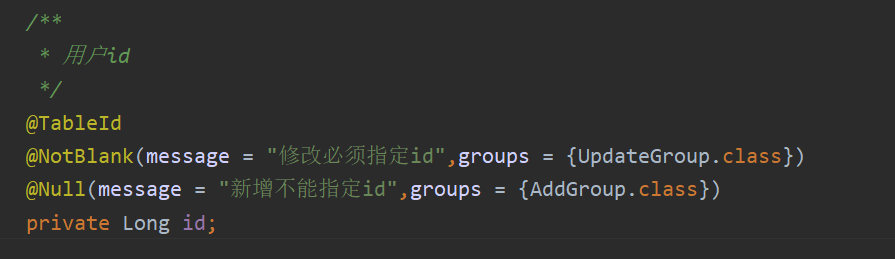 /**
* 用户id
*/
@TableId
@NotBlank(message = "修改必须指定id",groups = {UpdateGroup.class})
@Null(message = "新增不能指定id",groups = {AddGroup.class})
private Long id;